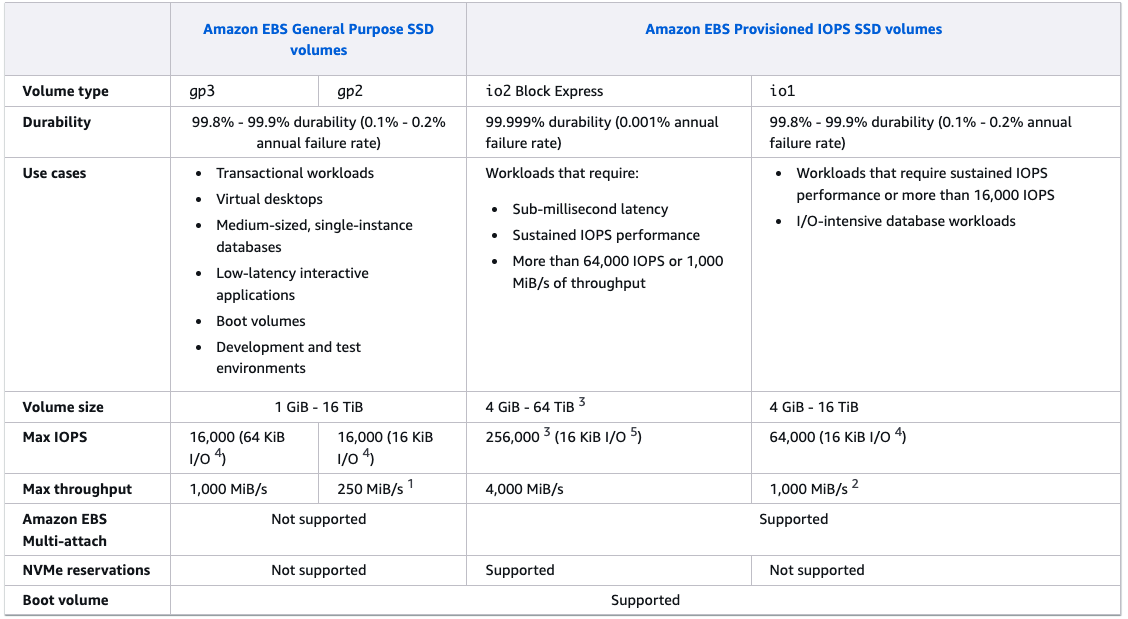 Amazon EBS General Purpose SSD
volumes
Amazon EBS Provisioned IOPS SSD volumes
Volume type
gp3
gp2
io2 Block Express
io1
Durability
99.8% - 99.9% durability (0.1% - 0.2%
annual failure rate)
99.999% durability (0.001% annual
failure rate)
99.8% - 99.9% durability (0.1% - 0.2% annual
failure rate)
Use cases
• Transactional workloads
• Virtual desktops
• Medium-sized, single-instance
databases
• Low-latency interactive
applications
• Boot volumes
• Development and test
environments
Workloads that require:
• Sub-millisecond latency
• Sustained IOPS performance
• More than 64,000 IOPS or 1,000
MiB/s of throughput
• Workloads that require sustained IOPS
performance or more than 16,000 IOPS
• I/O-intensive database workloads
Volume size
1 GiB - 16 TiB
4 GiB - 64 TiB 3
4 GiB - 16 TiB
Max IOPS
16,000 (64 KiB
I/O 4)
16,000 (16 KiB
I/O 4)
256,000 3 (16 KiB I/O 5)
64,000 (16 KiB I/O 4)
Max throughput
1,000 MiB/s
250 MiB/s 1
4,000 MiB/s
1,000 MiB/s 2
Amazon EBS
Multi-attach
Not supported
Supported
NVMe reservations
Not supported
Supported
Not supported
Boot volume
Supported